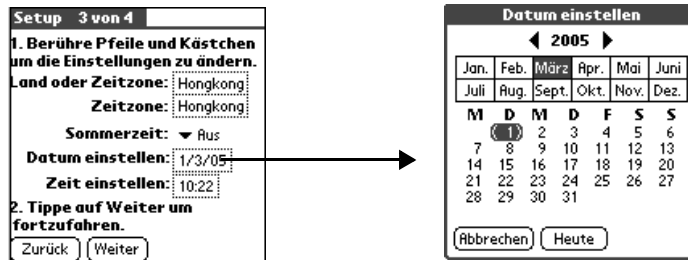 Setup 3 von 4
1. Berühre Pfeile und Kästchen
um die Einstellungen zu ändern.
Land oder Zeitzone: Hongkong
Zeitzone: Hongkong
Sommerzeit: Aus
Datum einstellen: 1/3/05
Zeit einstellen: 10:22
2. Tippe auf Weiter um
fortzufahren.
Zurück Weiter
Datum einstellen
2005
Jan. Feb. März Apr. Mai Juni
Juli Aug. Sept. Okt. Nov. Dez.
M D M D F S S
1 2 3 4 5 6
7 8 9 10 11 12 13
14 15 16 17 18 19 20
21 22 23 24 25 26 27
28 29 30 31
Abbrechen Heute